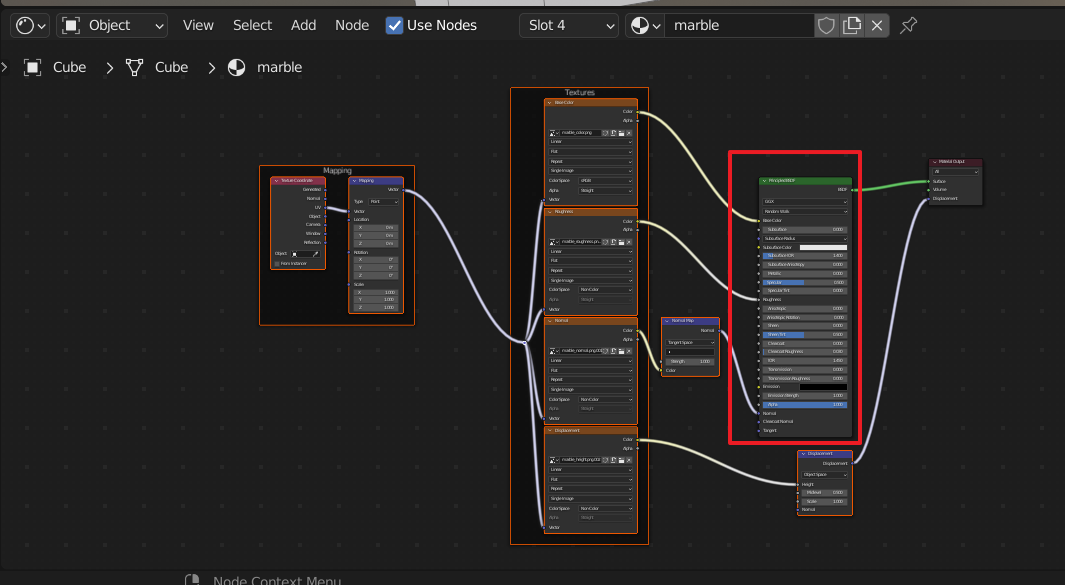 Object View Select Add Node Use Nodes Slot 4 marble
Cube Cube marble
Textures
Base Color
Color
Alpha
marble_color.png
Linear
Flat
Repeat
Single Image
Color Space sRGB
Alpha Straight
Vector
Roughness
Color
Alpha
marble_roughness.pn..
Linear
Flat
Repeat
Single Image
Color Space Non-Color
Alpha Straight
Vector
Normal
Color
Alpha
marble_normal.png.001
Linear
Flat
Repeat
Single Image
Color Space Non-Color
Alpha Straight
Vector
Displacement
Color
Alpha
marble_height.png.001
Linear
Flat
Repeat
Single Image
Color Space Non-Color
Alpha Straight
Vector
Mapping
Texture Coordinate
Generated
Normal
UV
Object
Camera
Window
Reflection
Object:
From Instancer
Mapping
Vector
Type: Point
Vector
Location:
X 0 m
Y 0 m
Z 0 m
Rotation:
X 0°
Y 0°
Z 0°
Scale:
X 1.000
Y 1.000
Z 1.000
Normal Map
Normal
Tangent Space
Strength 1.000
Color
Principled BSDF
BSDF
GGX
Random Walk
Base Color
Subsurface 0.000
Subsurface Radius
Subsurface Color
Subsurface IOR 1.400
Subsurface Anisotropy 0.000
Metallic 0.000
Specular 0.500
Specular Tint 0.000
Roughness
Anisotropic 0.000
Anisotropic Rotation 0.000
Sheen 0.000
Sheen Tint 0.500
Clearcoat 0.000
Clearcoat Roughness 0.030
IOR 1.450
Transmission 0.000
Transmission Roughness 0.000
Emission
Emission Strength 1.000
Alpha 1.000
Normal
Clearcoat Normal
Tangent
Material Output
All
Surface
Volume
Displacement
Displacement
Displacement
Object Space
Height
Midlevel 0.500
Scale 1.000
Normal
Node Context Menu